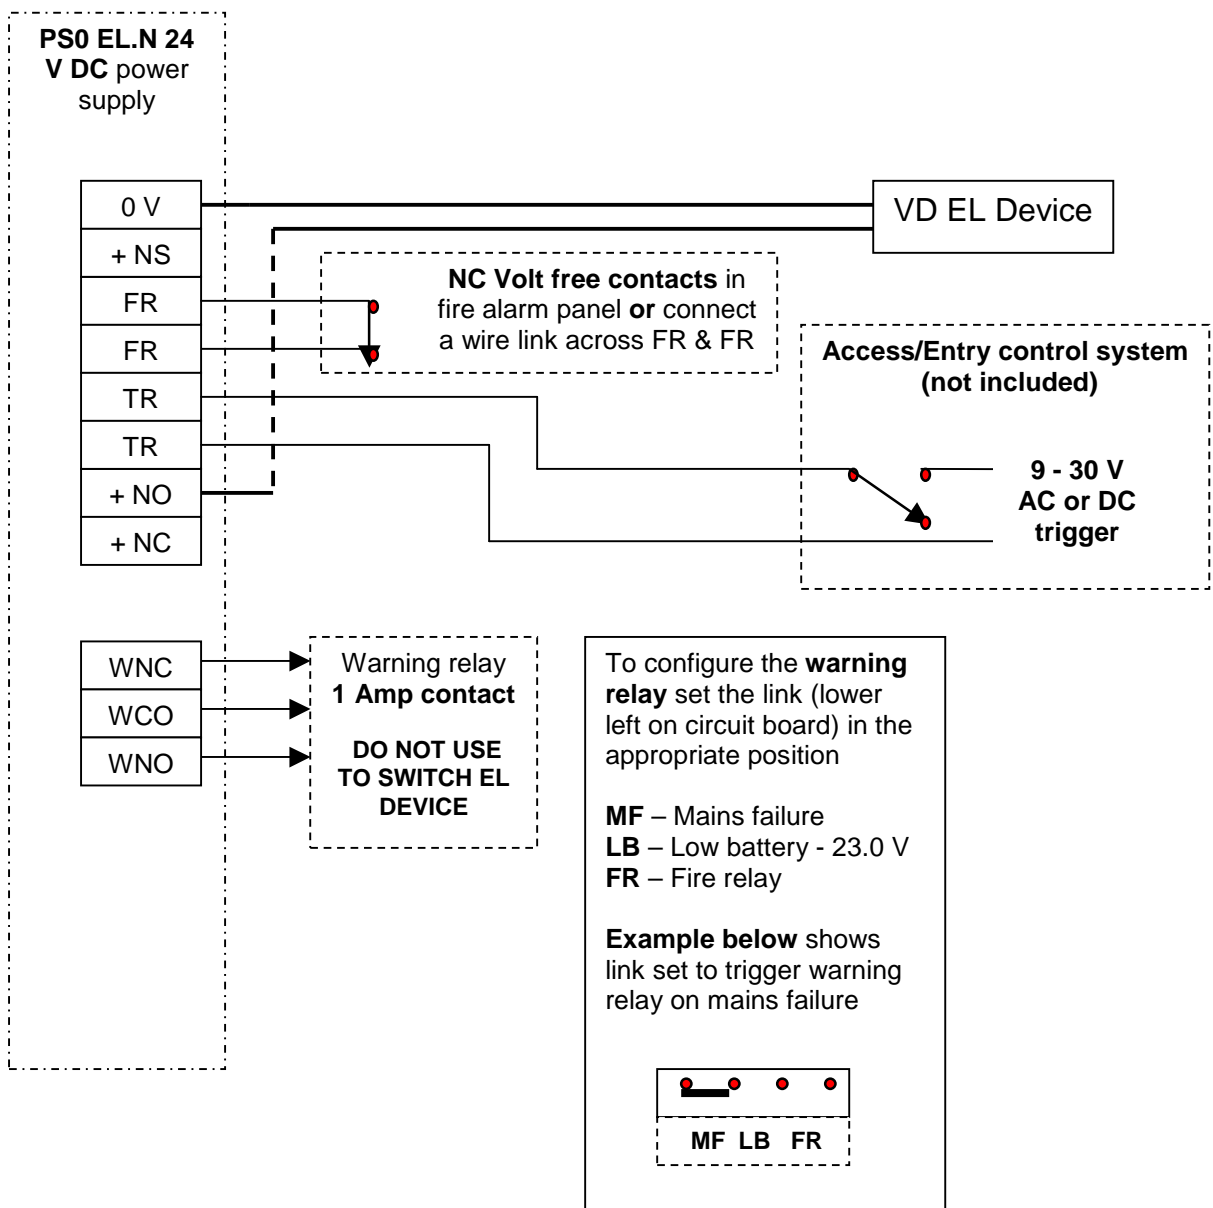 PS0 EL.N 24
V DC power
supply
0 V
+ NS
FR
FR
TR
TR
+ NO
+ NC
VD EL Device
NC Volt free contacts in
fire alarm panel or connect
a wire link across FR & FR
Access/Entry control system
(not included)
9 - 30 V
AC or DC
trigger
WNC
WCO
WNO
Warning relay
1 Amp contact
DO NOT USE
TO SWITCH EL
DEVICE
To configure the warning
relay set the link (lower
left on circuit board) in the
appropriate position
MF – Mains failure
LB – Low battery - 23.0 V
FR – Fire relay
Example below shows
link set to trigger warning
relay on mains failure
MF LB FR